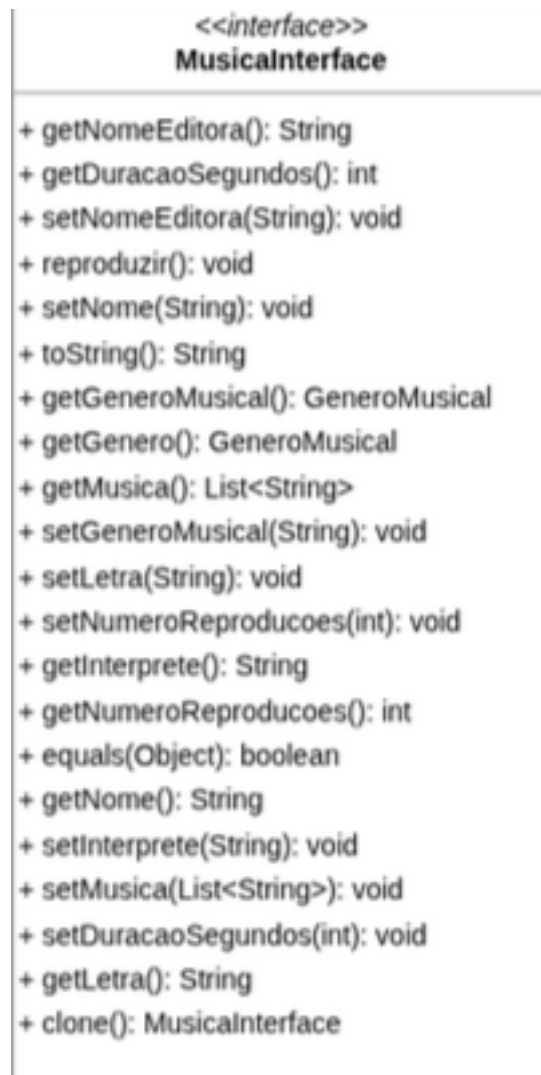 <<interface>>
MusicaInterface
+ getNomeEditora(): String
+ getDuracaoSegundos(): int
+ setNomeEditora(String): void
+ reproduzir(): void
+ setNome(String): void
+ toString(): String
+ getGeneroMusical(): GeneroMusical
+ getGenero(): GeneroMusical
+ getMusica(): List<String>
+ setGeneroMusical(String): void
+ setLetra(String): void
+ setNumeroReproducoes(int): void
+ getInterprete(): String
+ getNumeroReproducoes(): int
+ equals(Object): boolean
+ getNome(): String
+ setInterprete(String): void
+ setMusica(List<String>): void
+ setDuracaoSegundos(int): void
+ getLetra(): String
+ clone(): MusicaInterface